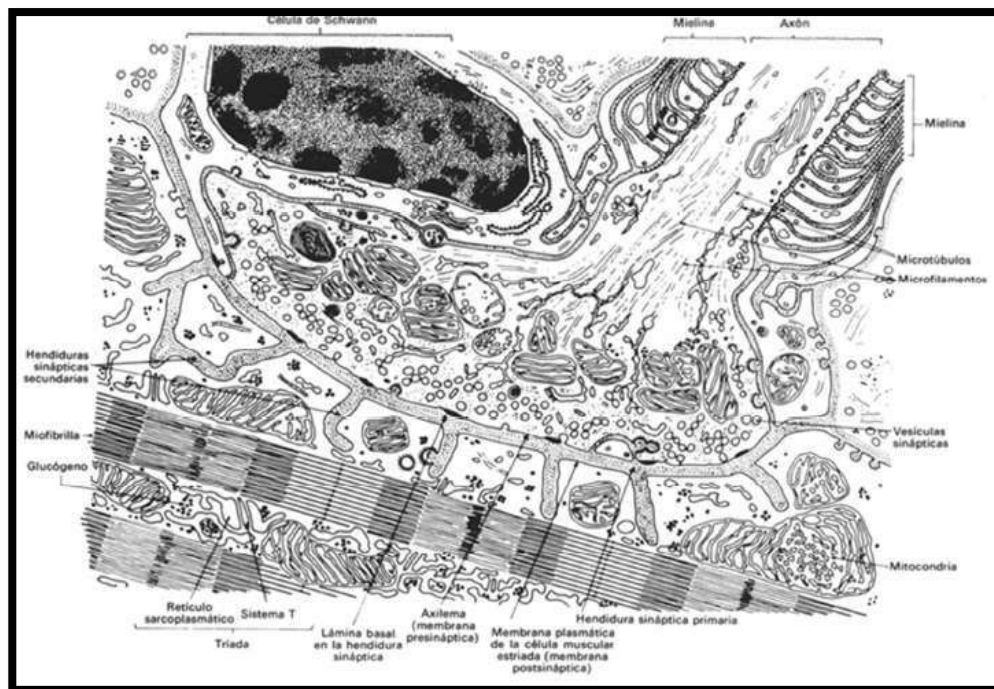 Célula de Schwann
Mielina
Axón
Mielina
Microtúbulos
Microfilamentos
Hendiduras
sinápticas
secundarias
Vesículas
sinápticas
Miofibrilla
Glucógeno
Mitocondria
Retículo
sarcoplasmático
Sistema T
Triada
Lámina basal
en la hendidura
sináptica
Axilema
(membrana
presináptica)
Membrana plasmática
de la célula muscular
estriada (membrana
postsináptica)
Hendidura sináptica primaria